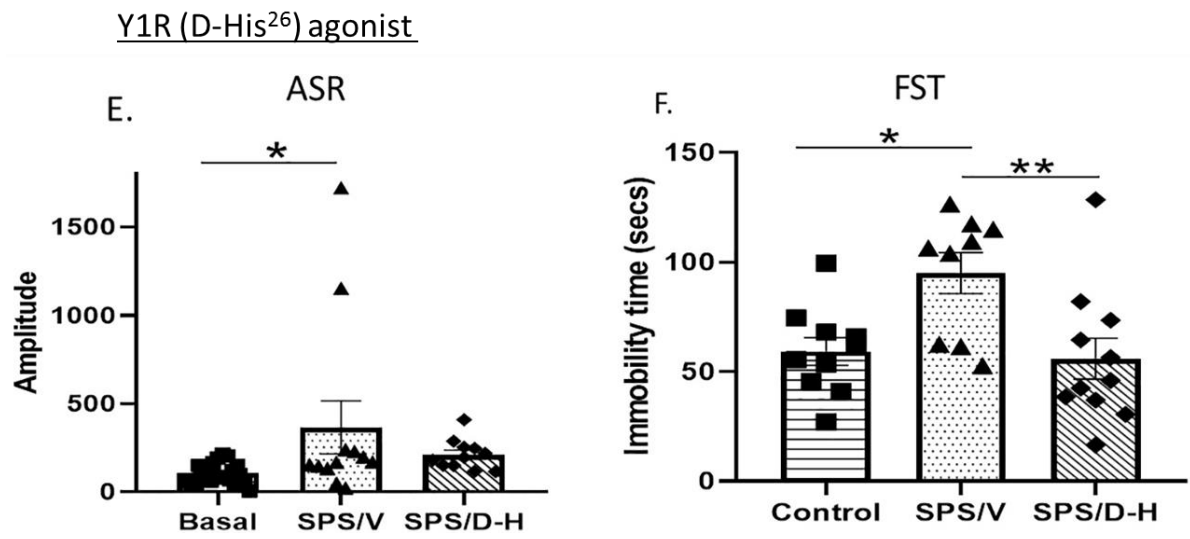 Y1R (D-His²⁶) agonist
E.
ASR
*
Amplitude
1500
1000
500
0
Basal SPS/V SPS/D-H
F.
FST
*
**
Immobility time (secs)
150
100
50
0
Control SPS/V SPS/D-H